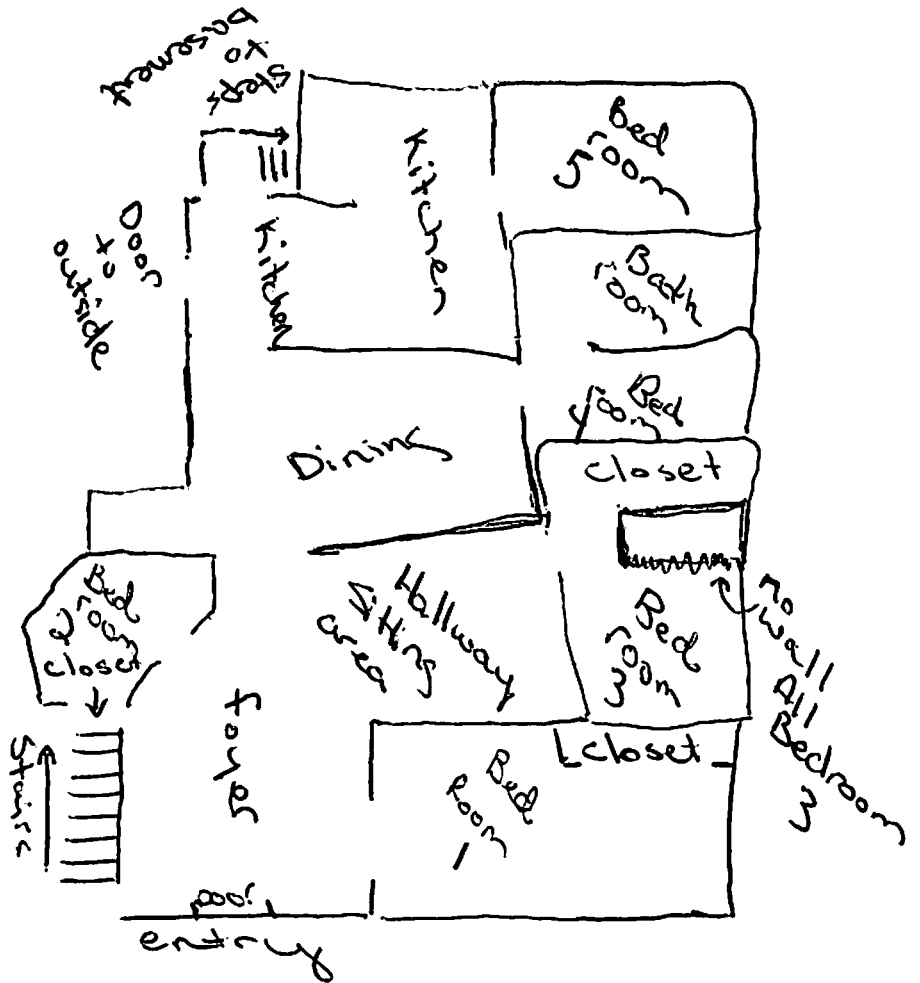 steps
to
basement
Kitchen
Bed
room
5
Door
to
outside
Kitchen
Bath
room
Bed
room
4
Dining
closet
Bed
room
2
closet
Hallway
sitting
area
Bed
room
3
no
wall
All
Bedroom
3
foyer
closet
Stairs
Bed
Room
1
Door
entry